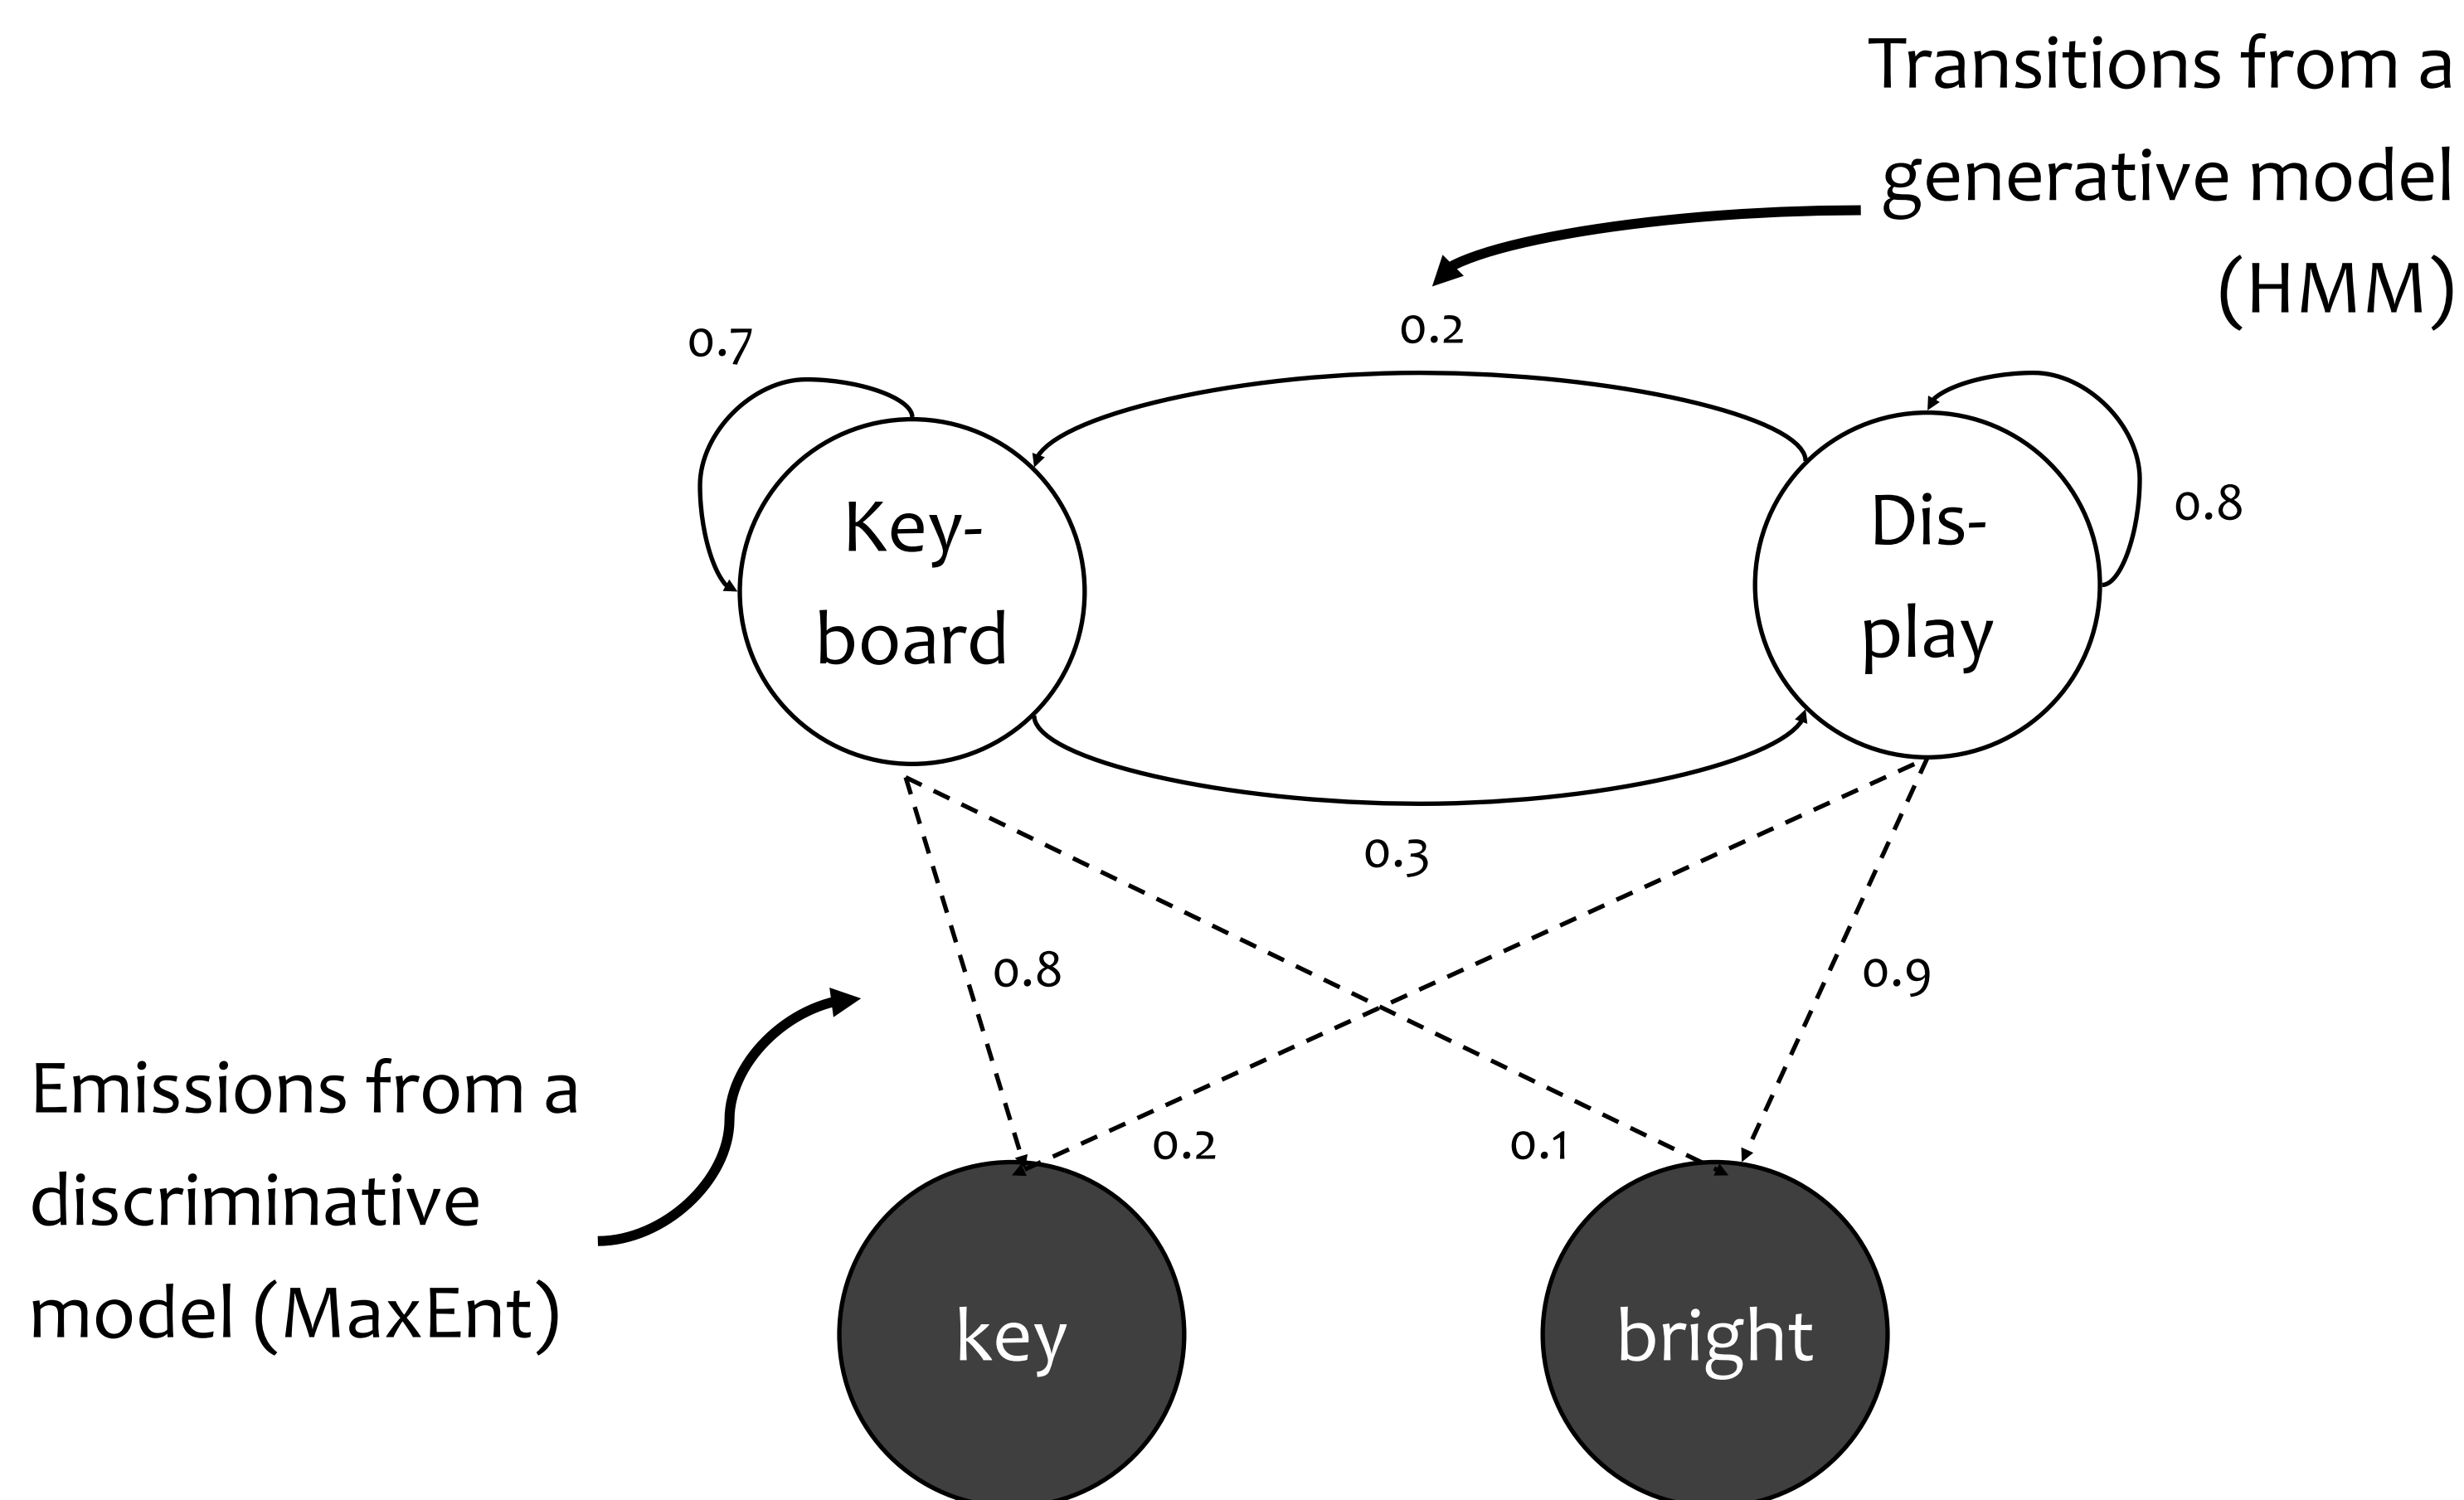 Transitions from a
generative model
(HMM)
0.7
0.2
0.8
Key-
board
Dis-
play
0.3
0.8
0.9
Emissions from a
discriminative
model (MaxEnt)
0.2
0.1
key
bright